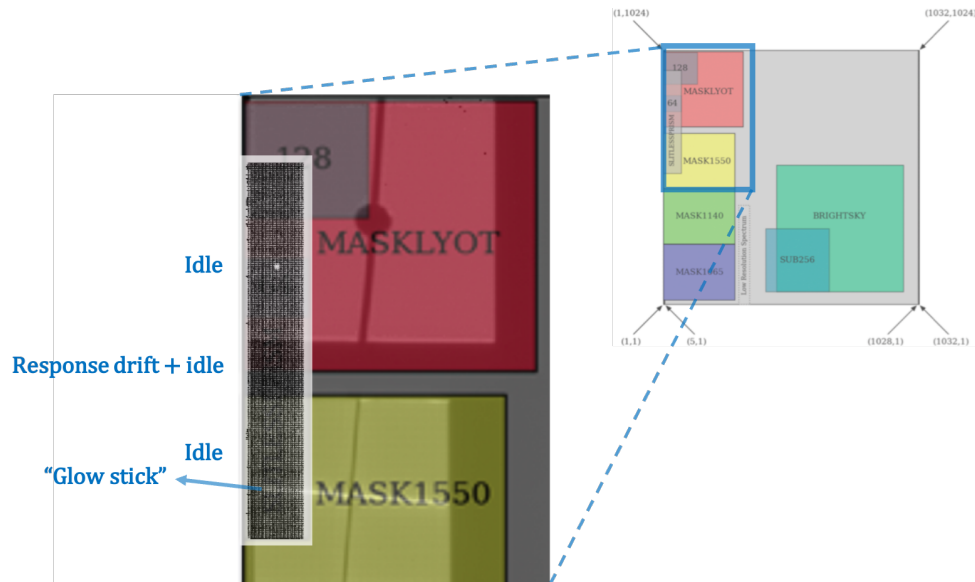 (1,1024)
(1032,1024)
128
MASKLYOT
64
SLITLESSPRISM
MASK1550
MASK1140
BRIGHTSKY
Low Resolution Spectrum
SUB256
MASK1065
(1,1)
(5,1)
(1028,1)
(1032,1)
128
MASKLYOT
Idle
Response drift + idle
Idle
“Glow stick”
MASK1550